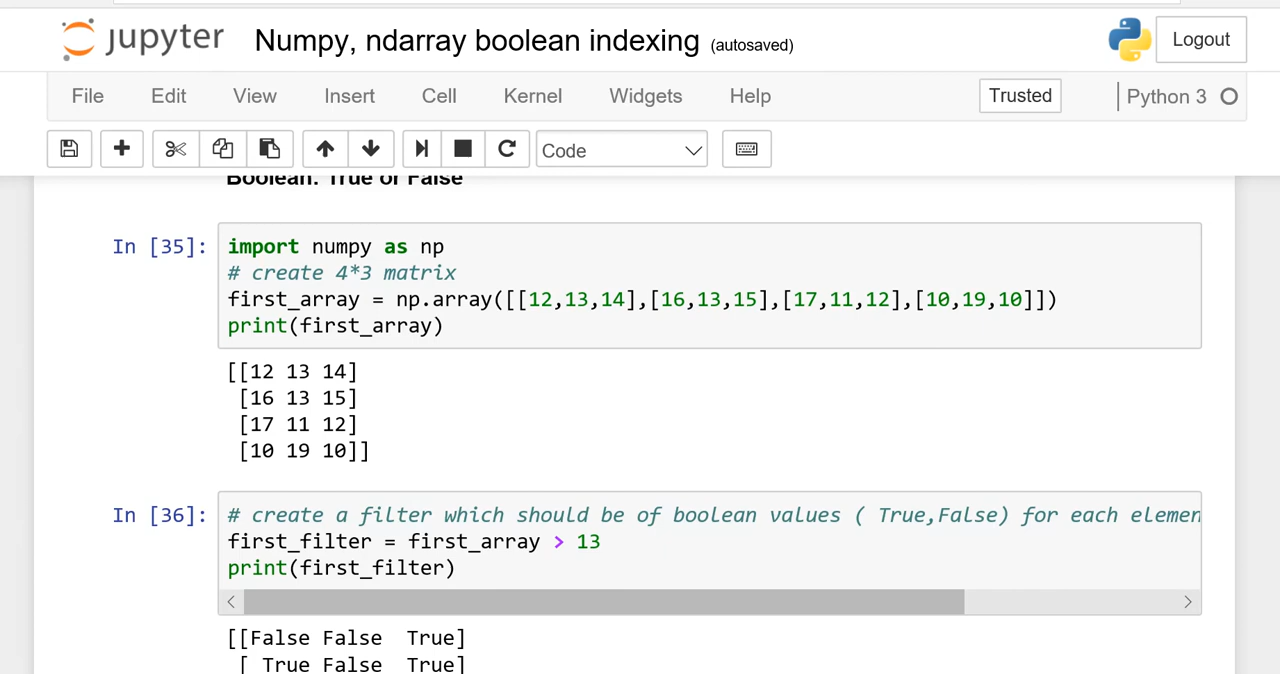 jupyter Numpy, ndarray boolean indexing (autosaved) Logout
File Edit View Insert Cell Kernel Widgets Help Trusted Python 3
Code
Boolean: True or False
In [35]: import numpy as np
# create 4*3 matrix
first_array = np.array([[12,13,14],[16,13,15],[17,11,12],[10,19,10]])
print(first_array)
[[12 13 14]
[16 13 15]
[17 11 12]
[10 19 10]]
In [36]: # create a filter which should be of boolean values ( True,False) for each elemen
first_filter = first_array > 13
print(first_filter)
[[False False  True]
[ True False  True]